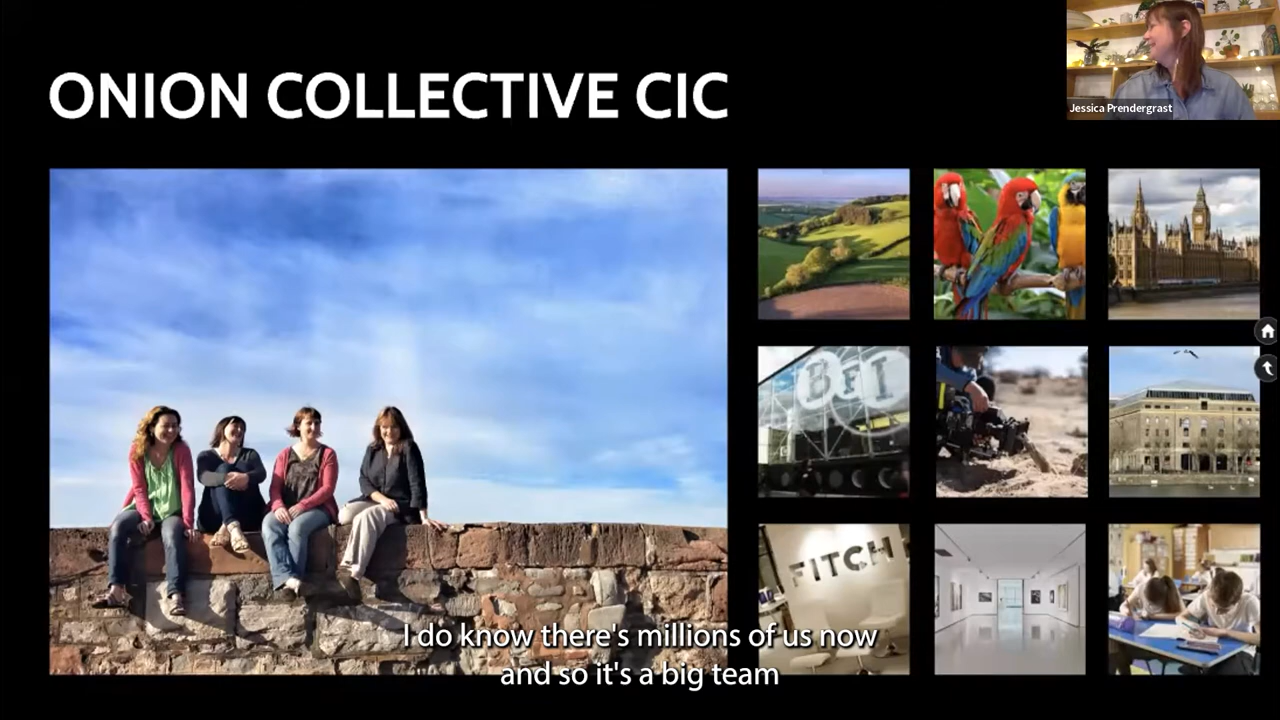 ONION COLLECTIVE CIC
Jessica Prendergrast
BFI
FITCH
I do know there's millions of us now
and so it's a big team